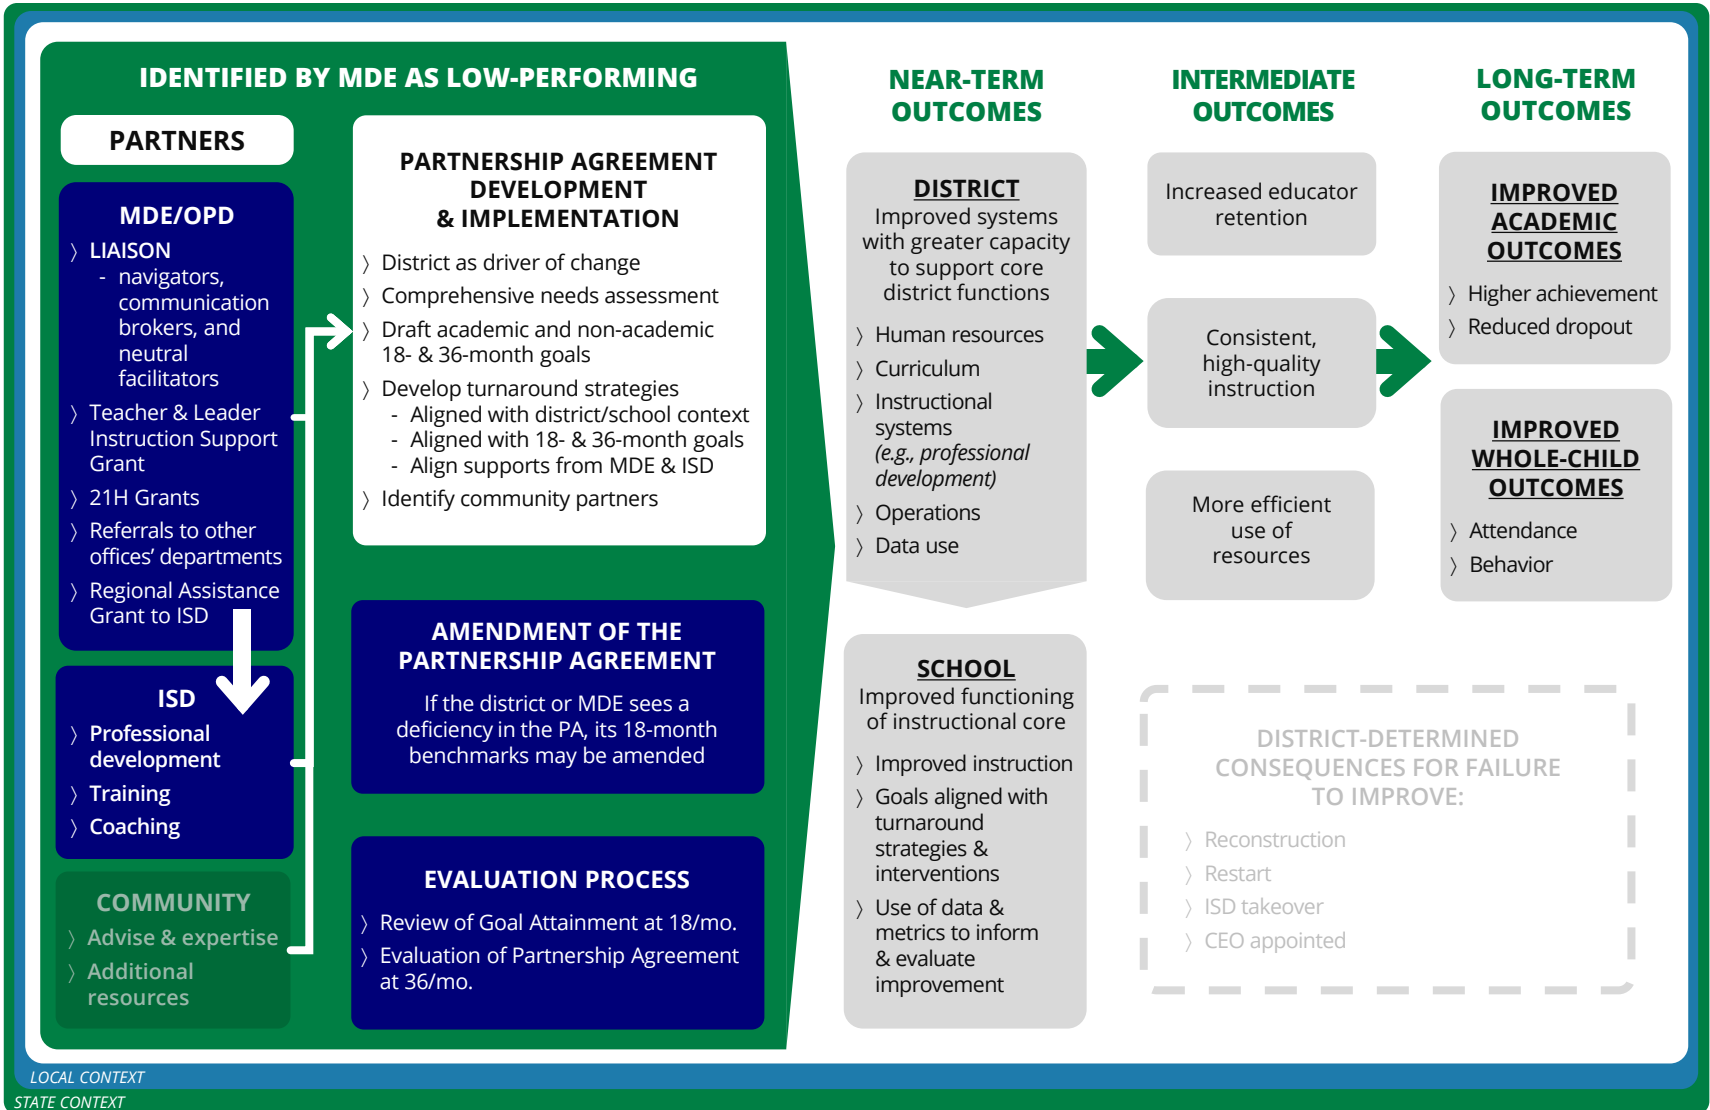 IDENTIFIED BY MDE AS LOW-PERFORMING
PARTNERS
MDE/OPD
〉 LIAISON
- navigators,
communication
brokers, and
neutral
facilitators
〉 Teacher & Leader
Instruction Support
Grant
〉 21H Grants
〉 Referrals to other
offices’ departments
〉 Regional Assistance
Grant to ISD
ISD
〉 Professional
development
〉 Training
〉 Coaching
COMMUNITY
〉 Advise & expertise
〉 Additional
resources
PARTNERSHIP AGREEMENT
DEVELOPMENT
& IMPLEMENTATION
〉 District as driver of change
〉 Comprehensive needs assessment
〉 Draft academic and non-academic
18- & 36-month goals
〉 Develop turnaround strategies
- Aligned with district/school context
- Aligned with 18- & 36-month goals
- Align supports from MDE & ISD
〉 Identify community partners
AMENDMENT OF THE
PARTNERSHIP AGREEMENT
If the district or MDE sees a
deficiency in the PA, its 18-month
benchmarks may be amended
EVALUATION PROCESS
〉 Review of Goal Attainment at 18/mo.
〉 Evaluation of Partnership Agreement
at 36/mo.
NEAR-TERM
OUTCOMES
DISTRICT
Improved systems
with greater capacity
to support core
district functions
〉 Human resources
〉 Curriculum
〉 Instructional
systems
(e.g., professional
development)
〉 Operations
〉 Data use
SCHOOL
Improved functioning
of instructional core
〉 Improved instruction
〉 Goals aligned with
turnaround
strategies &
interventions
〉 Use of data &
metrics to inform
& evaluate
improvement
INTERMEDIATE
OUTCOMES
Increased educator
retention
Consistent,
high-quality
instruction
More efficient
use of
resources
LONG-TERM
OUTCOMES
IMPROVED
ACADEMIC
OUTCOMES
〉 Higher achievement
〉 Reduced dropout
IMPROVED
WHOLE-CHILD
OUTCOMES
〉 Attendance
〉 Behavior
DISTRICT-DETERMINED
CONSEQUENCES FOR FAILURE
TO IMPROVE:
〉 Reconstruction
〉 Restart
〉 ISD takeover
〉 CEO appointed
LOCAL CONTEXT
STATE CONTEXT